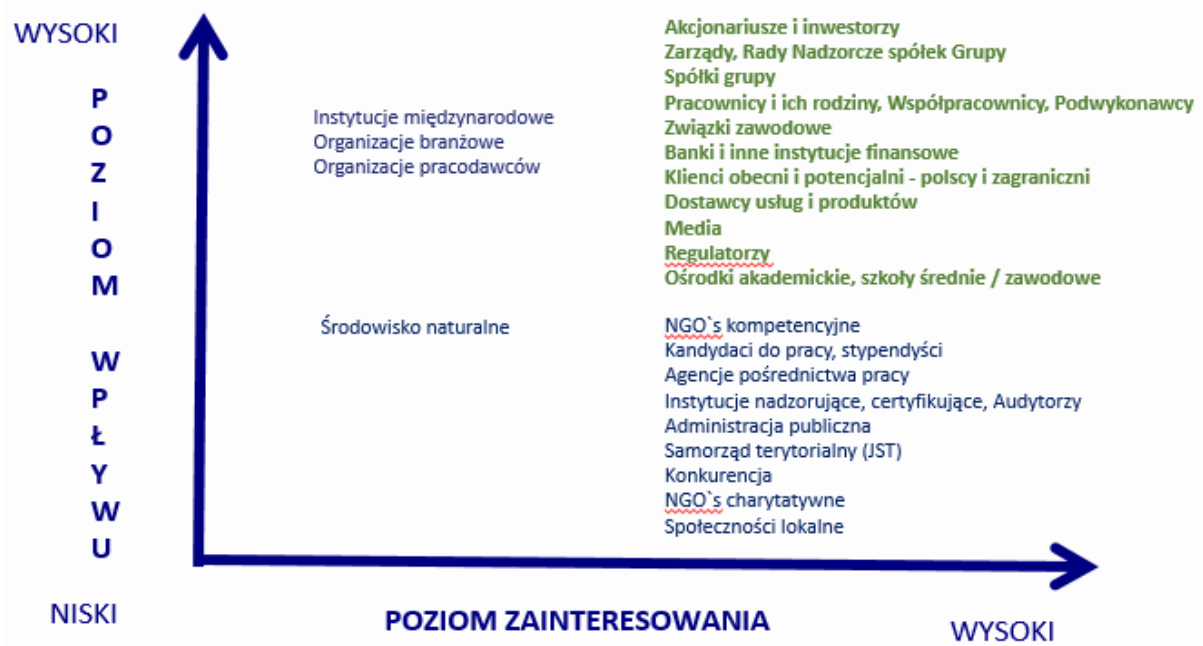 WYSOKI
POZIOM WPŁYWU
NISKI
Instytucje międzynarodowe
Organizacje branżowe
Organizacje pracodawców
Akcjonariusze i inwestorzy
Zarządy, Rady Nadzorcze spółek Grupy
Spółki grupy
Pracownicy i ich rodziny, Współpracownicy, Podwykonawcy
Związki zawodowe
Banki i inne instytucje finansowe
Klienci obecni i potencjalni - polscy i zagraniczni
Dostawcy usług i produktów
Media
Regulatorzy
Ośrodki akademickie, szkoły średnie / zawodowe
Środowisko naturalne
NGO`s kompetencyjne
Kandydaci do pracy, stypendyści
Agencje pośrednictwa pracy
Instytucje nadzorujące, certyfikujące, Audytorzy
Administracja publiczna
Samorząd terytorialny (JST)
Konkurencja
NGO`s charytatywne
Społeczności lokalne
POZIOM ZAINTERESOWANIA
WYSOKI